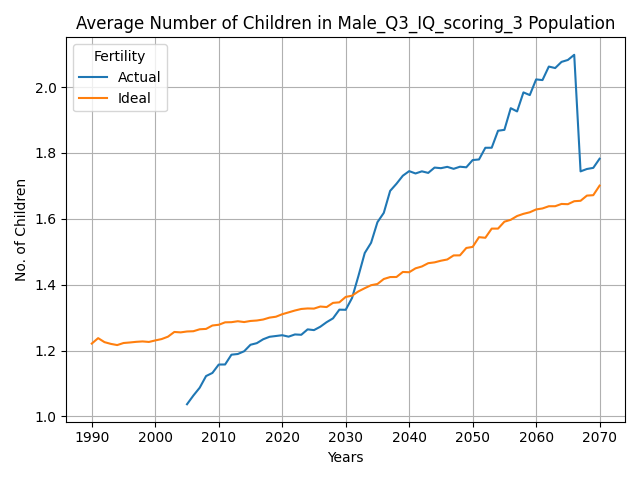 Average Number of Children in Male_Q3_IQ_scoring_3 Population
Fertility
Actual
Ideal
No. of Children
2.0
1.8
1.6
1.4
1.2
1.0
1990 2000 2010 2020 2030 2040 2050 2060 2070
Years